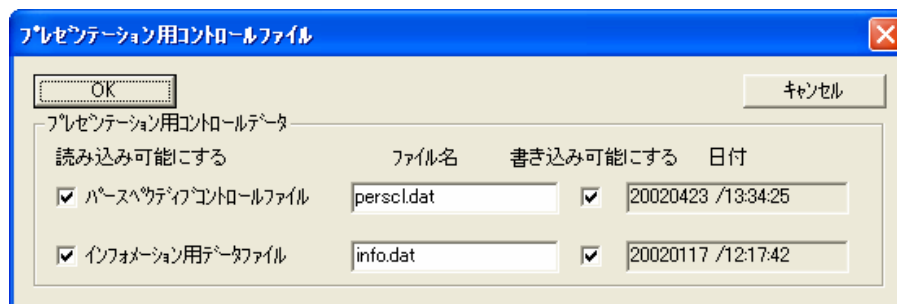 プレゼンテーション用コントロールファイル
OK キャンセル
プレゼンテーション用コントロールデータ
読み込み可能にする ファイル名 書き込み可能にする 日付
パースペクティブコントロールファイル perscl.dat 20020423 /13:34:25
インフォメーション用データファイル info.dat 20020117 /12:17:42